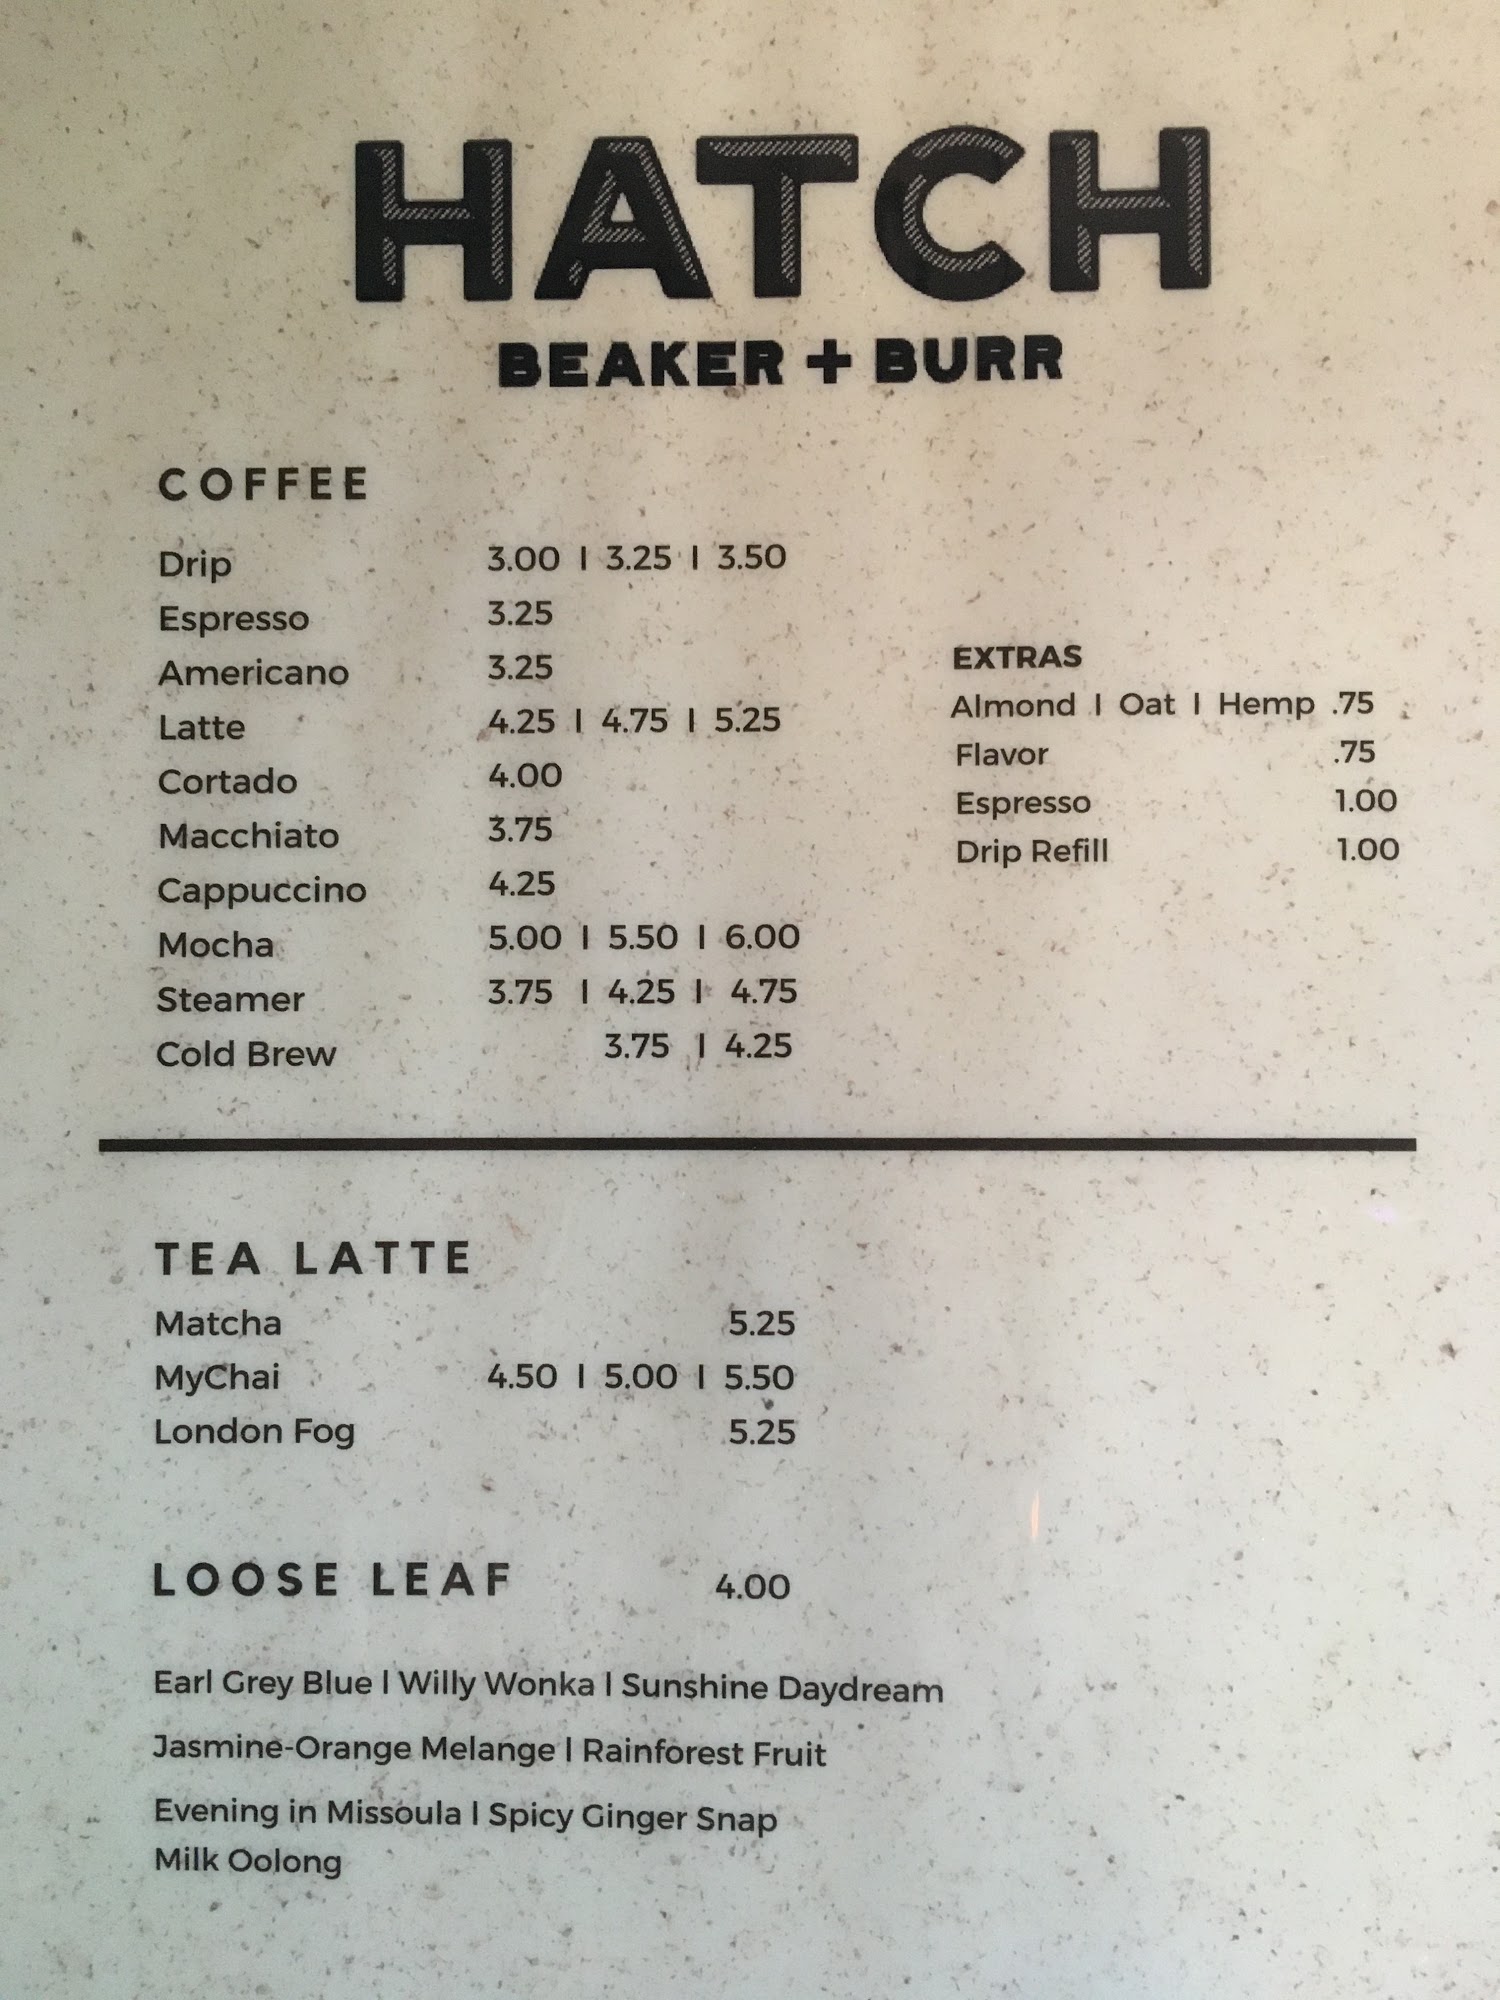 HATCH
BEAKER + BURR
COFFEE
Drip 3.00 | 3.25 | 3.50
Espresso 3.25
Americano 3.25
Latte 4.25 | 4.75 | 5.25
Cortado 4.00
Macchiato 3.75
Cappuccino 4.25
Mocha 5.00 | 5.50 | 6.00
Steamer 3.75 | 4.25 | 4.75
Cold Brew 3.75 | 4.25
EXTRAS
Almond | Oat | Hemp .75
Flavor .75
Espresso 1.00
Drip Refill 1.00
TEA LATTE
Matcha 5.25
MyChai 4.50 | 5.00 | 5.50
London Fog 5.25
LOOSE LEAF 4.00
Earl Grey Blue | Willy Wonka | Sunshine Daydream
Jasmine-Orange Melange | Rainforest Fruit
Evening in Missoula | Spicy Ginger Snap
Milk Oolong